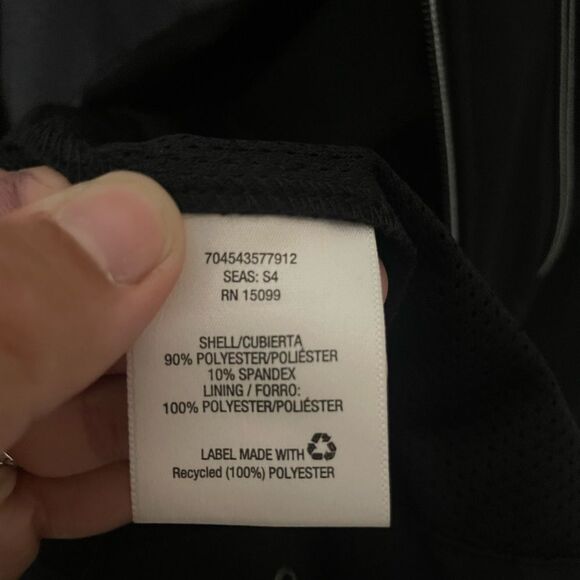 704543577912
SEAS: S4
RN 15099
SHELL/CUBIERTA
90% POLYESTER/POLIÉSTER
10% SPANDEX
LINING / FORRO:
100% POLYESTER/POLIÉSTER
LABEL MADE WITH
Recycled (100%) POLYESTER